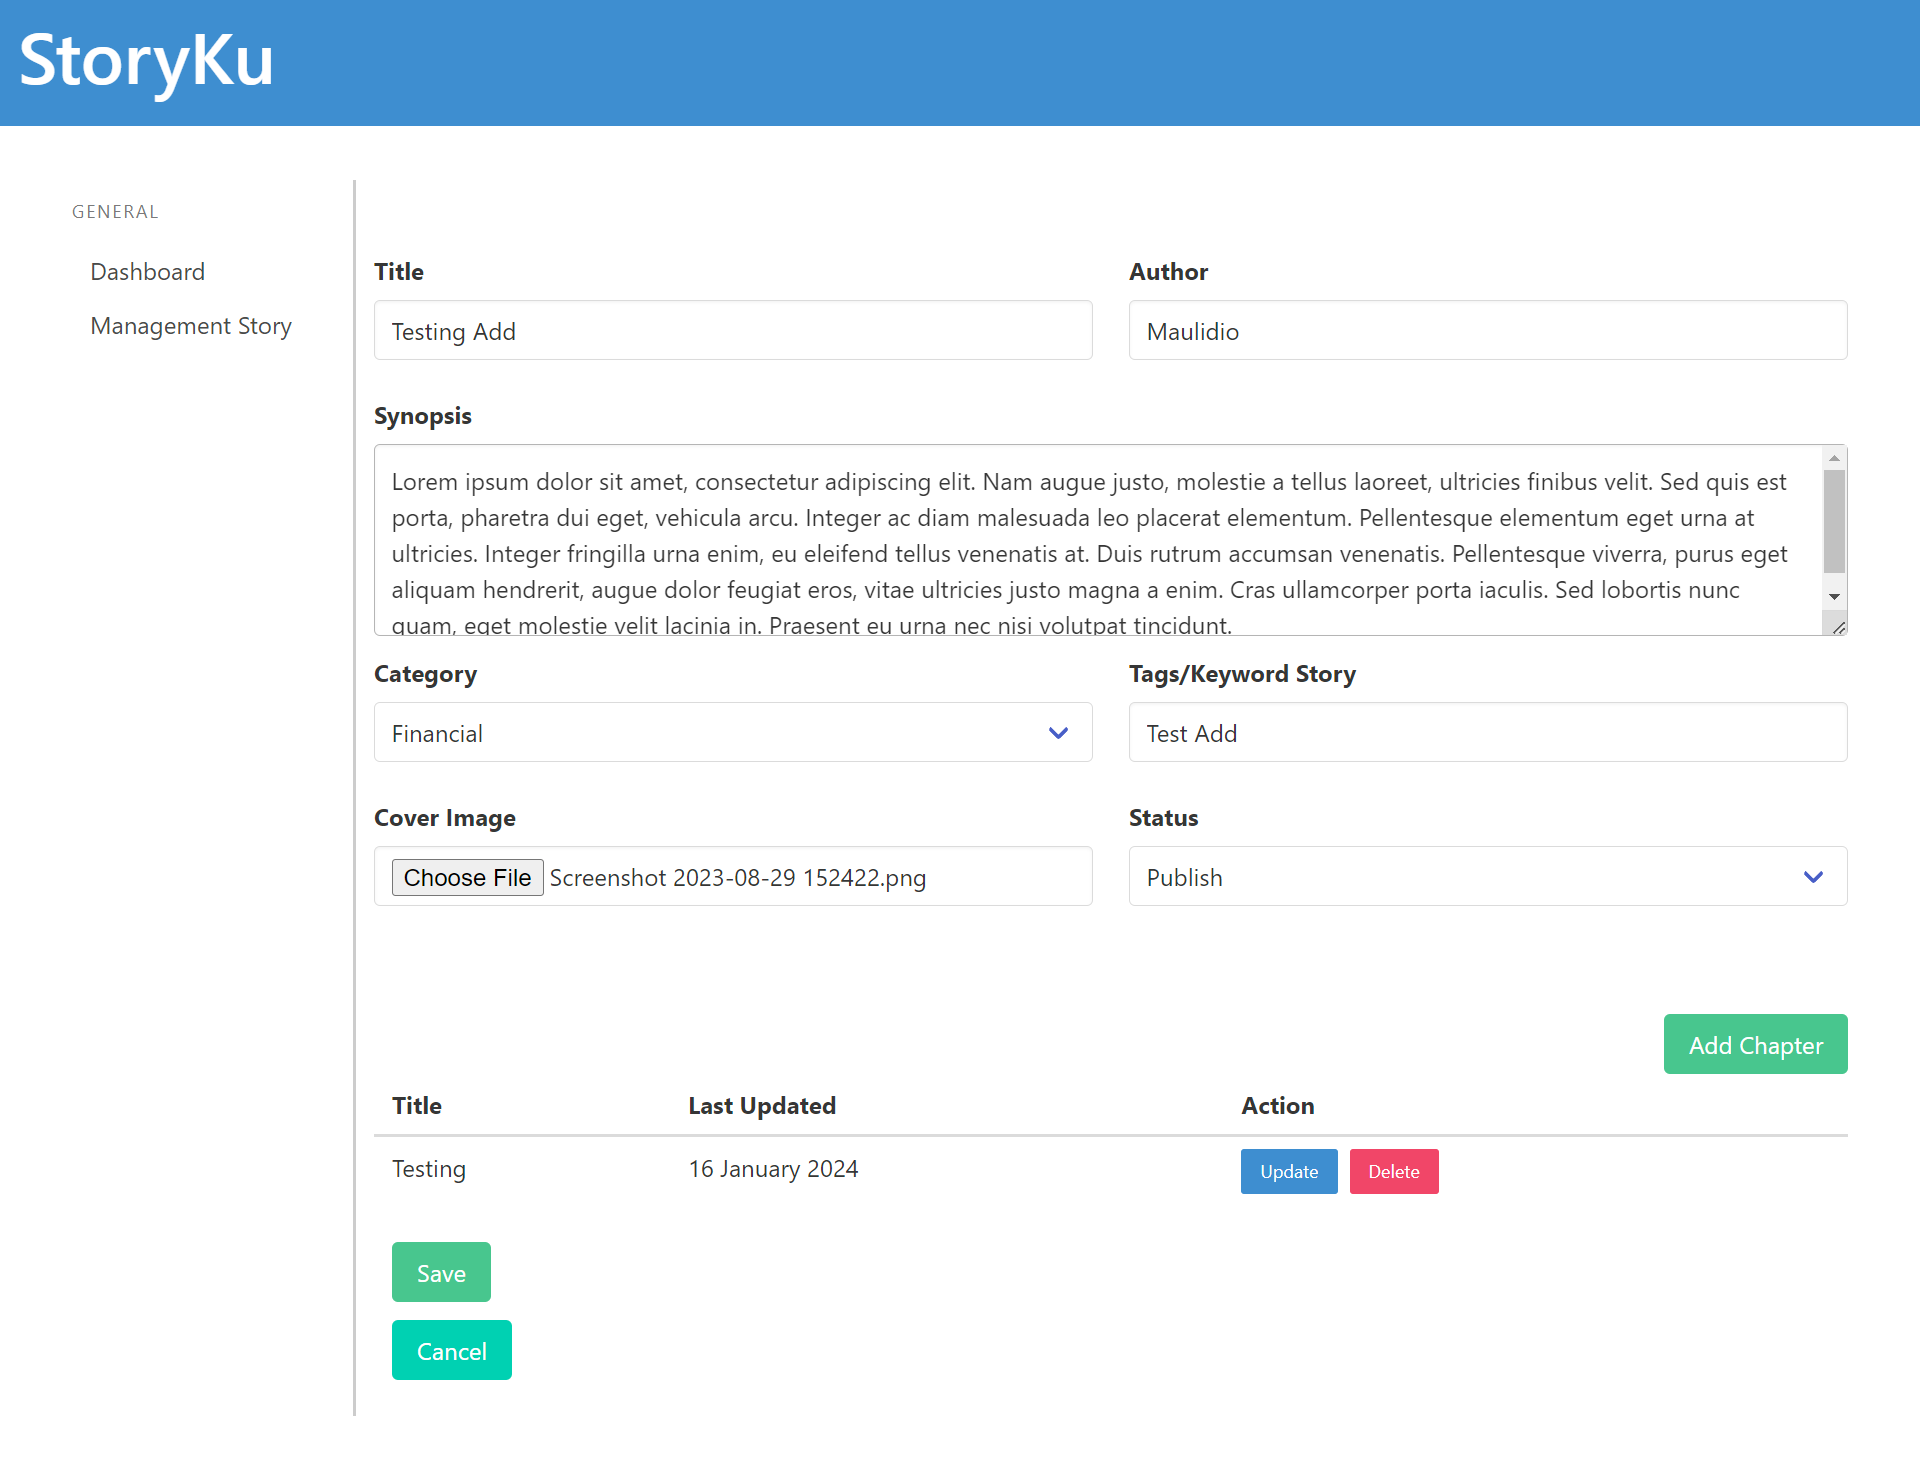 StoryKu
GENERAL
Dashboard
Management Story
Title
Author
Testing Add
Maulidio
Synopsis
Lorem ipsum dolor sit amet, consectetur adipiscing elit. Nam augue justo, molestie a tellus laoreet, ultricies finibus velit. Sed quis est
porta, pharetra dui eget, vehicula arcu. Integer ac diam malesuada leo placerat elementum. Pellentesque elementum eget urna at
ultricies. Integer fringilla urna enim, eu eleifend tellus venenatis at. Duis rutrum accumsan venenatis. Pellentesque viverra, purus eget
aliquam hendrerit, augue dolor feugiat eros, vitae ultricies justo magna a enim. Cras ullamcorper porta iaculis. Sed lobortis nunc
quam, eget molestie velit lacinia in. Praesent eu urna nec nisi volutpat tincidunt.
Category
Tags/Keyword Story
Financial
Test Add
Cover Image
Status
Choose File Screenshot 2023-08-29 152422.png
Publish
Add Chapter
Title Last Updated Action
Testing 16 January 2024 Update Delete
Save
Cancel